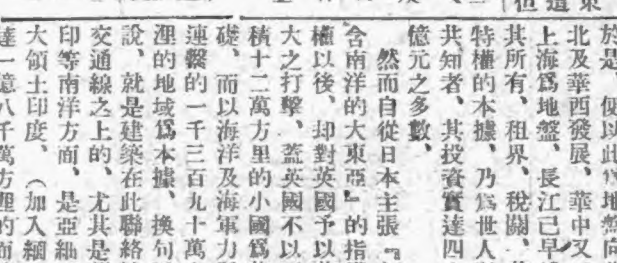 於是、便以此爲地盤向
北及華西發展、華中又
上海爲地盤、長江已早
其所有、租界、稅關、
特權的本據、乃爲世人
共知者、其投資實達四
億元之多數、
然而自從日本主張『
含南洋的大東亞』的指
權以後、却對英國予以
大之打擊、蓋英國不以
積十二萬方里的小國爲
礎、而以海洋及海軍力
連繫的一千三百九十萬
浬的地域爲本據、換句
說、就是建築在此聯絡
交通線之上的、尤其是
印等南洋方面、是亞細
大領土印度、(加入緬
達一億八千萬方浬的面